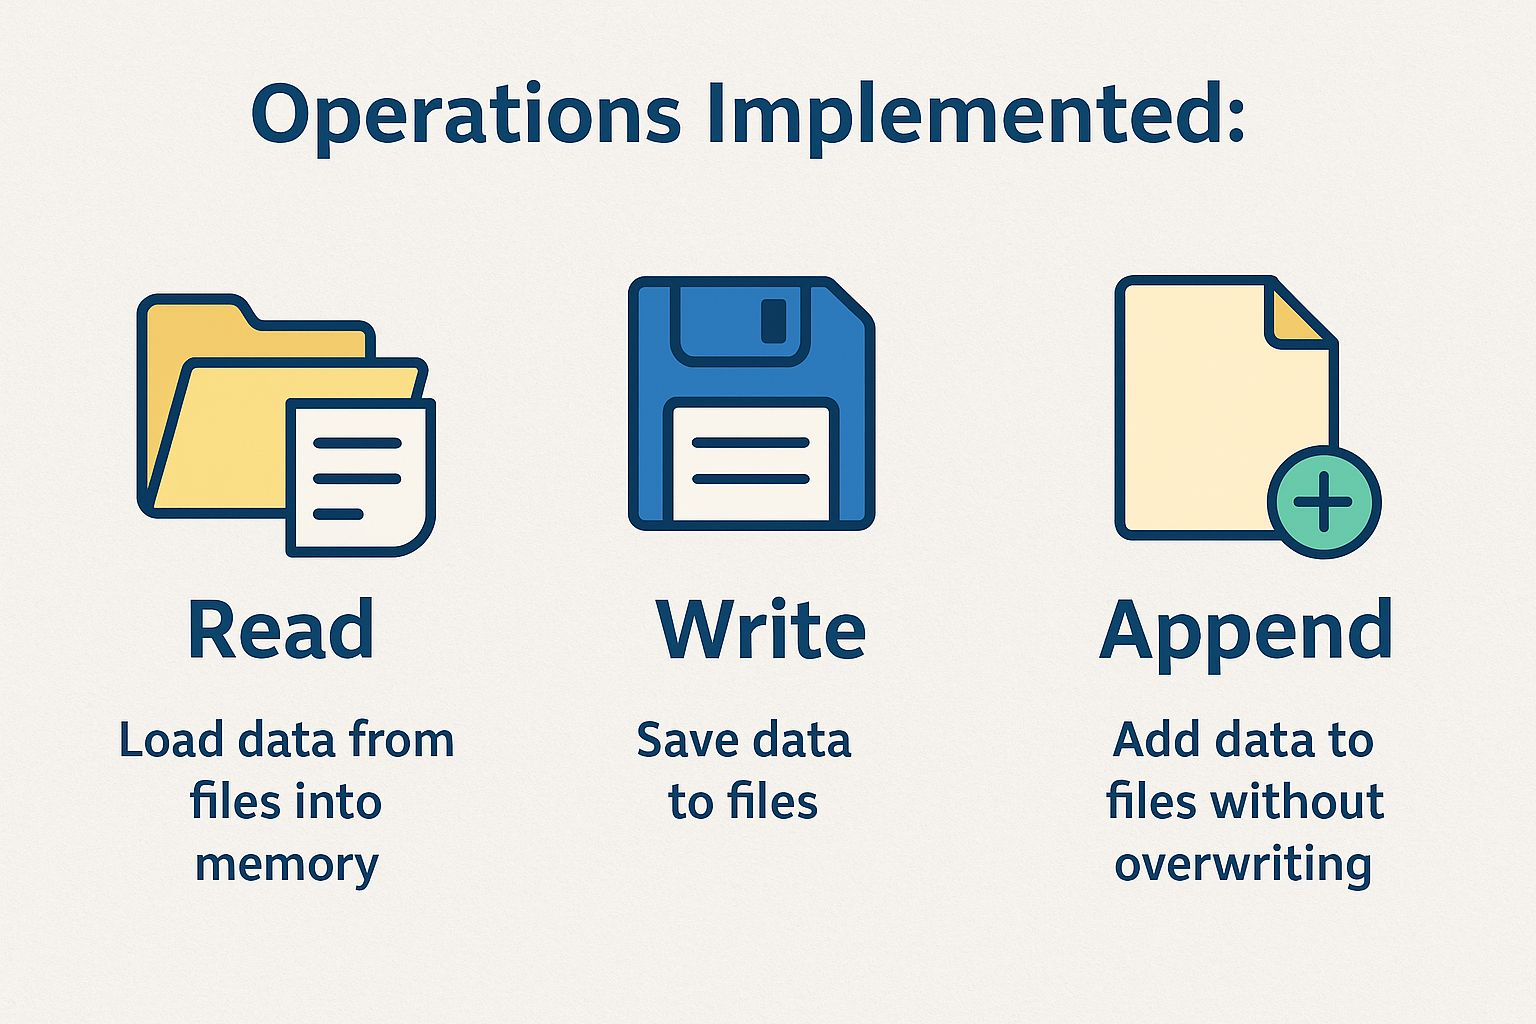 Operations Implemented:
Read
Load data from
files into
memory
Write
Save data
to files
Append
Add data to
files without
overwriting